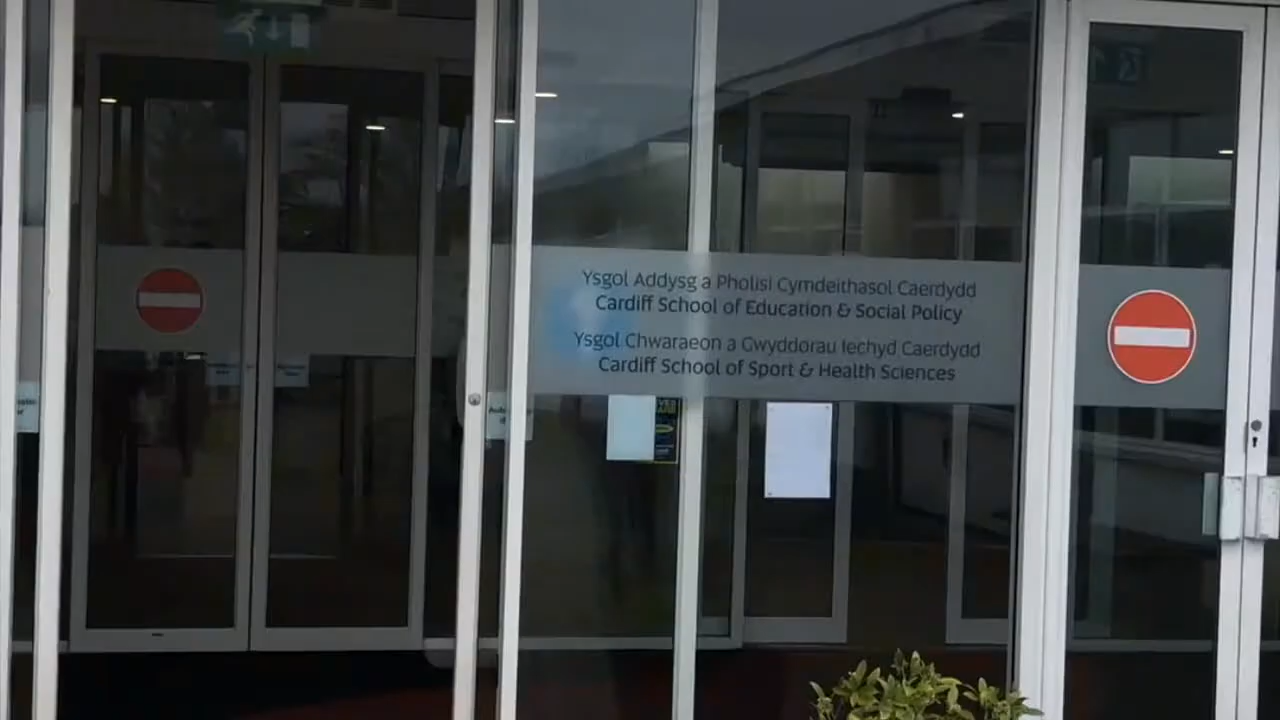 Ysgol Addysg a Pholisi Cymdeithasol Caerdydd
Cardiff School of Education & Social Policy
Ysgol Chwaraeon a Gwyddorau Iechyd Caerdydd
Cardiff School of Sport & Health Sciences